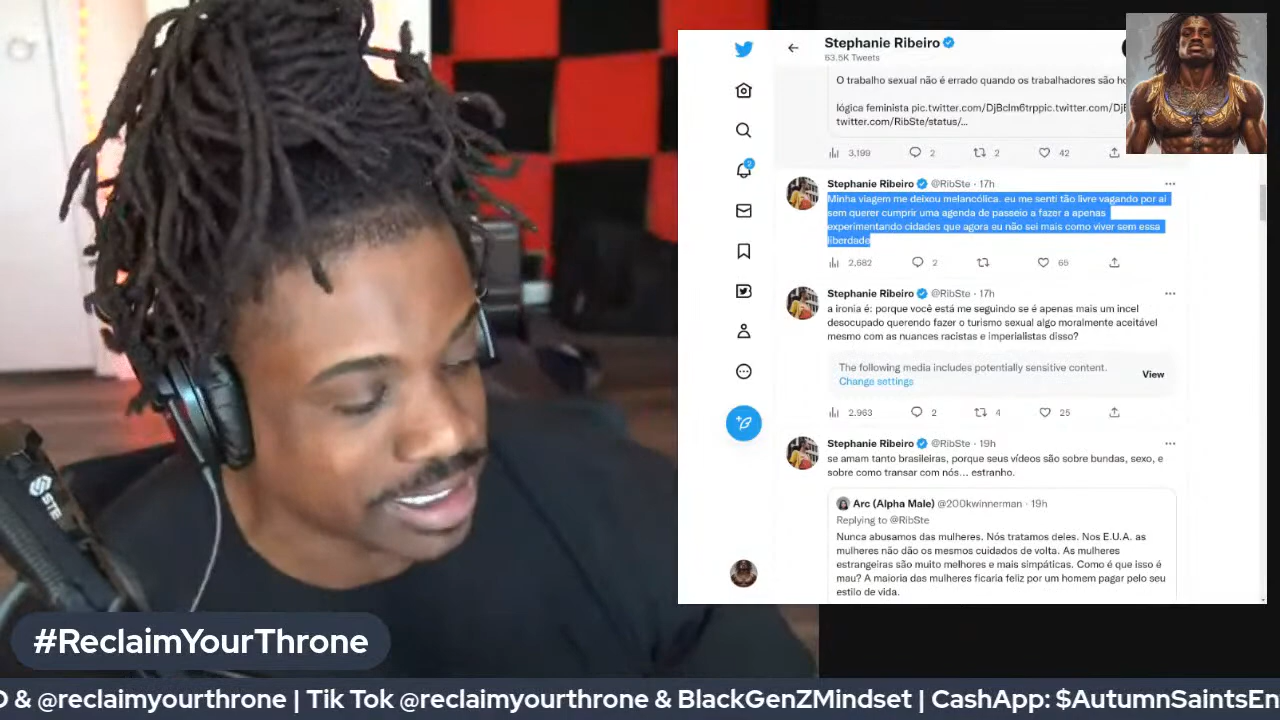 Stephanie Ribeiro
63.5K Tweets
O trabalho sexual não é errado quando os trabalhadores são
lógica feminista pic.twitter.com/DjBclm6trppic.twitter.com/
twitter.com/RibSte/status/...
3,199 2 2 42
Stephanie Ribeiro @RibSte · 17h
Minha viagem me deixou melancólica. eu me senti tão livre vagando por ai
sem querer cumprir uma agenda de passeio a fazer a apenas
experimentando cidades que agora eu não sei mais como viver sem essa
liberdade
2,682 2 65
Stephanie Ribeiro @RibSte · 17h
a ironia é: porque você está me seguindo se é apenas mais um incel
desocupado querendo fazer o turismo sexual algo moralmente aceitável
mesmo com as nuances racistas e imperialistas disso?
The following media includes potentially sensitive content.
Change settings
View
2,963 2 4 25
Stephanie Ribeiro @RibSte · 19h
se amam tanto brasileiras, porque seus vídeos são sobre bundas, sexo, e
sobre como transar com nós... estranho.
Arc (Alpha Male) @200kwinnerman · 19h
Replying to @RibSte
Nunca abusamos das mulheres. Nós tratamos deles. Nos E.U.A. as
mulheres não dão os mesmos cuidados de volta. As mulheres
estrangeiras são muito melhores e mais simpáticas. Como é que isso é
mau? A maioria das mulheres ficaria feliz por um homem pagar pelo seu
estilo de vida.
2
STE
#ReclaimYourThrone
& @reclaimyourthrone | Tik Tok @reclaimyourthrone & BlackGenZMindset | CashApp: $AutumnSaintsEn